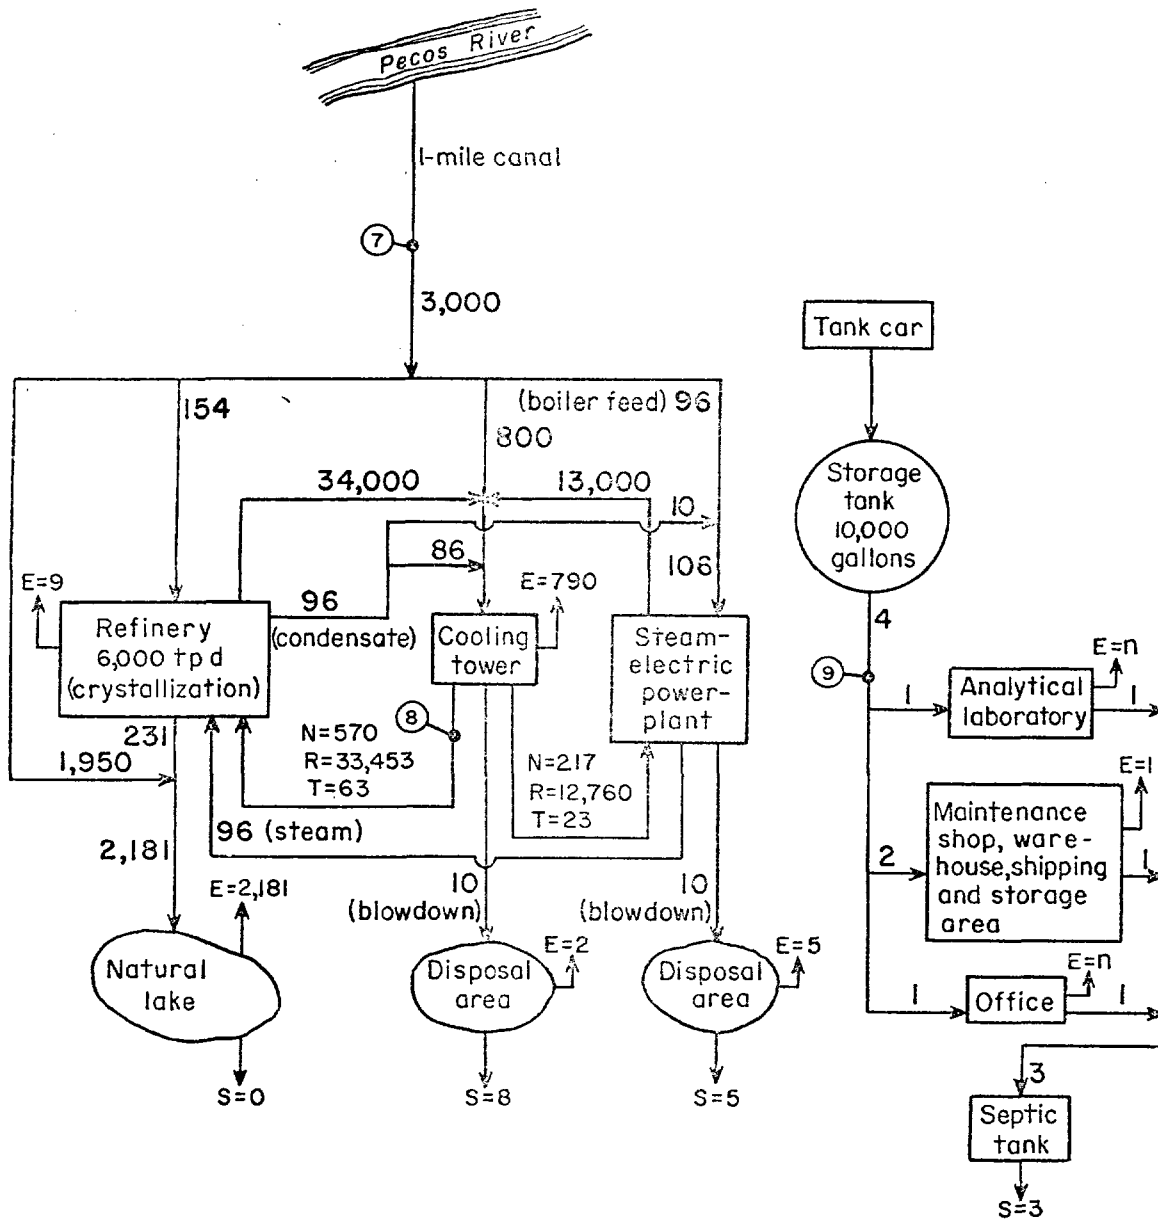 Pecos River
1-mile canal
7
3,000
154
(boiler feed) 96
800
34,000
13,000
10
86
106
E=9
96
(condensate)
E=790
Refinery
6,000 tpd
(crystallization)
Cooling
tower
Steam-
electric
power-
plant
231
1,950
N=570
R=33,453
T=63
8
N=217
R=12,760
T=23
96 (steam)
2,181
E=2,181
10
(blowdown)
10
(blowdown)
Natural
lake
Disposal
area
E=2
Disposal
area
E=5
S=0
S=8
S=5
Tank car
Storage
tank
10,000
gallons
4
9
1
Analytical
laboratory
E=n
1
2
Maintenance
shop, ware-
house, shipping
and storage
area
E=1
1
1
Office
E=n
1
3
Septic
tank
S=3